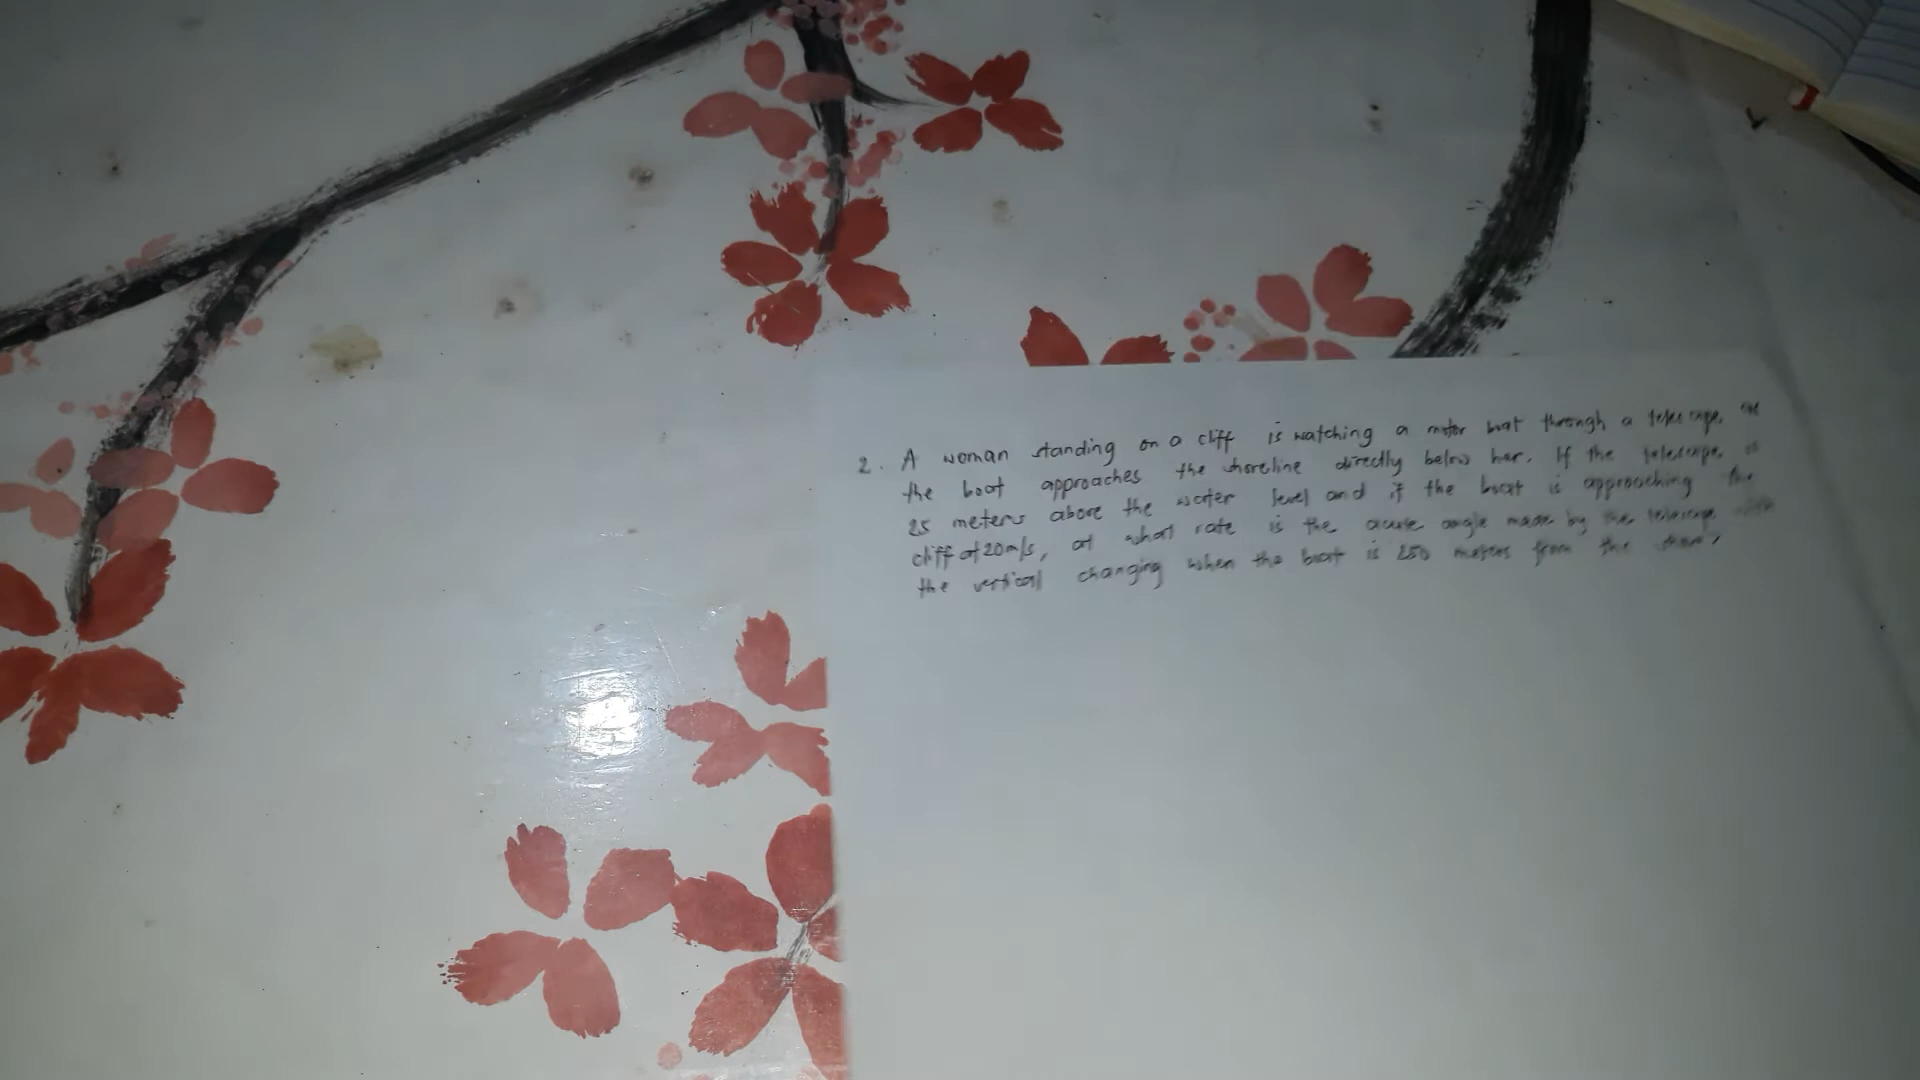 2. A woman standing on a cliff is watching a motor boat through a telescope, as
the boat approaches the shoreline directly below her. If the telescope, is
25 meters above the water level and if the boat is approaching the
cliff of 20m/s, at what rate is the acute angle made by the telescope with
the vertical changing when the boat is 250 meters from the shore,